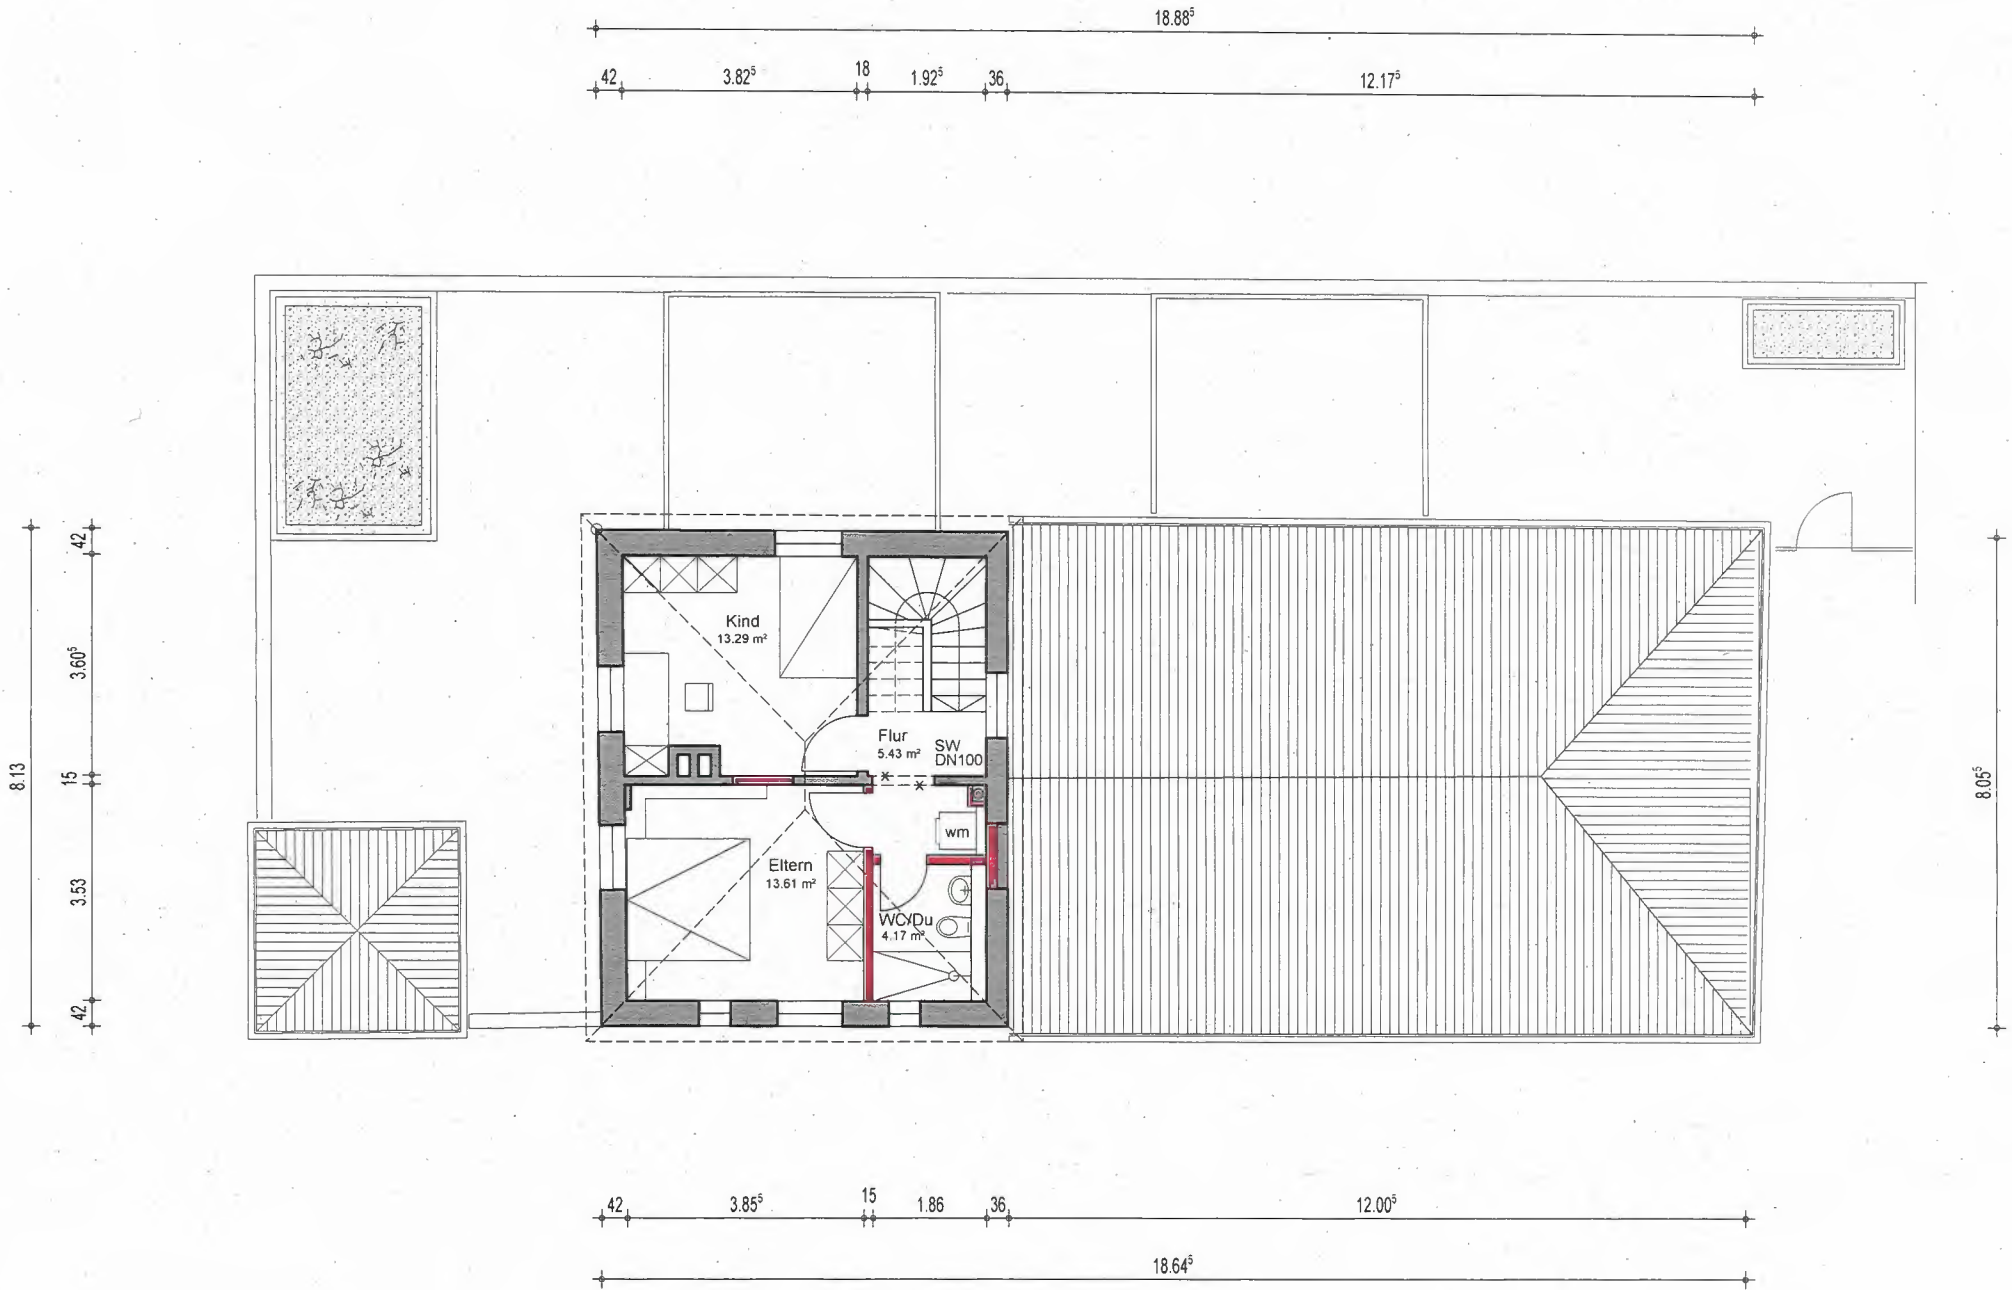 18.88⁵
42 3.82⁵ 18 1.92⁵ 36 12.17⁵
42
3.60⁵
15
3.53
42
8.13
8.05⁵
Kind
13.29 m²
Flur
5.43 m²
SW
DN100
wm
Eltern
13.61 m²
WC/Du
4.17 m²
42 3.85⁵ 15 1.86 36 12.00⁵
18.64⁵